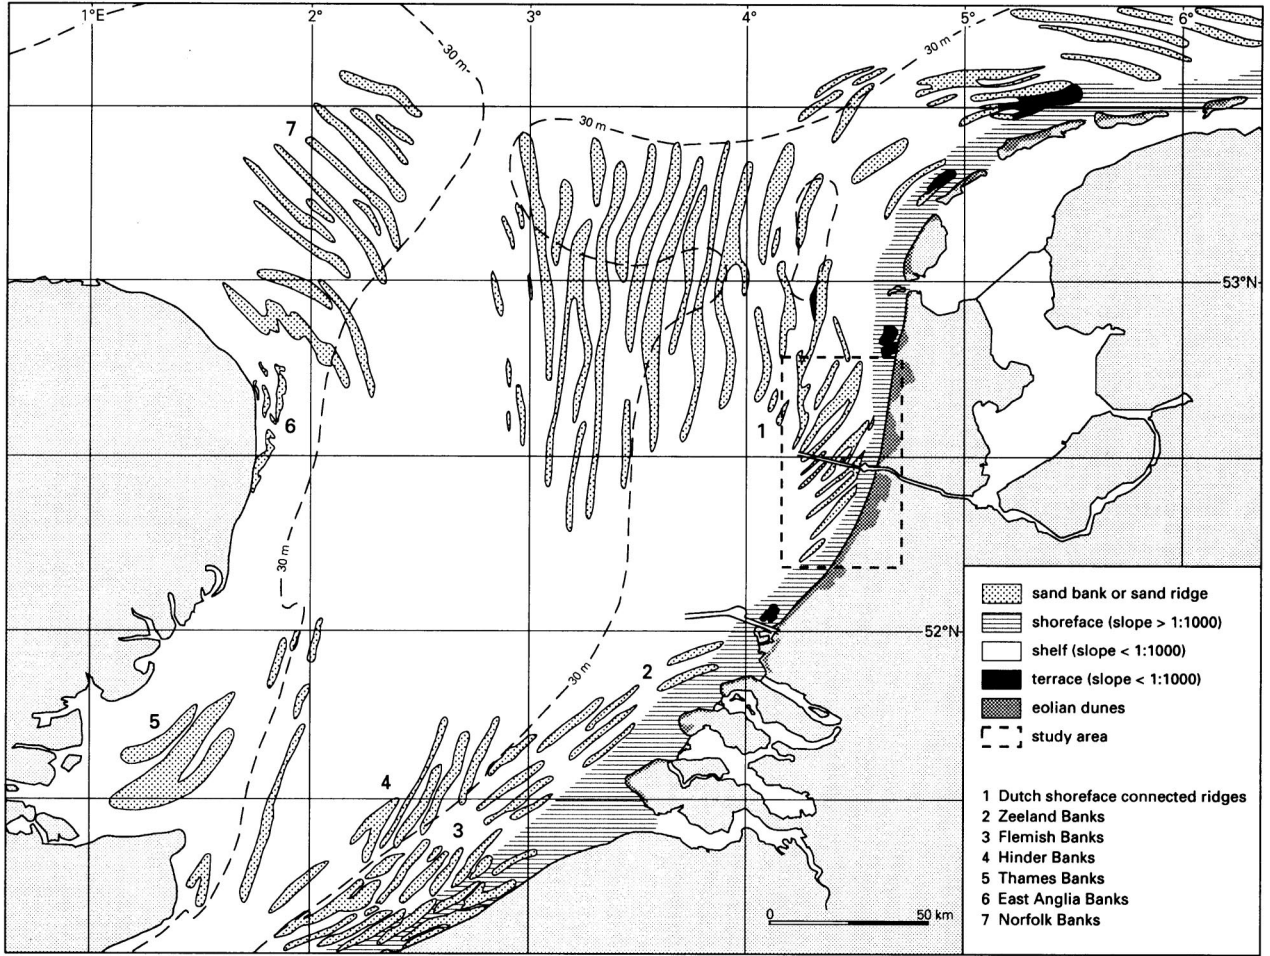 1°E 2° 3° 4° 5° 6°
30 m
30 m
30 m
7
53°N
1
6
30 m
52°N
2
30 m
5
4
3
sand bank or sand ridge
shoreface (slope > 1:1000)
shelf (slope < 1:1000)
terrace (slope < 1:1000)
eolian dunes
study area
1 Dutch shoreface connected ridges
2 Zeeland Banks
3 Flemish Banks
4 Hinder Banks
5 Thames Banks
6 East Anglia Banks
7 Norfolk Banks
0 50 km